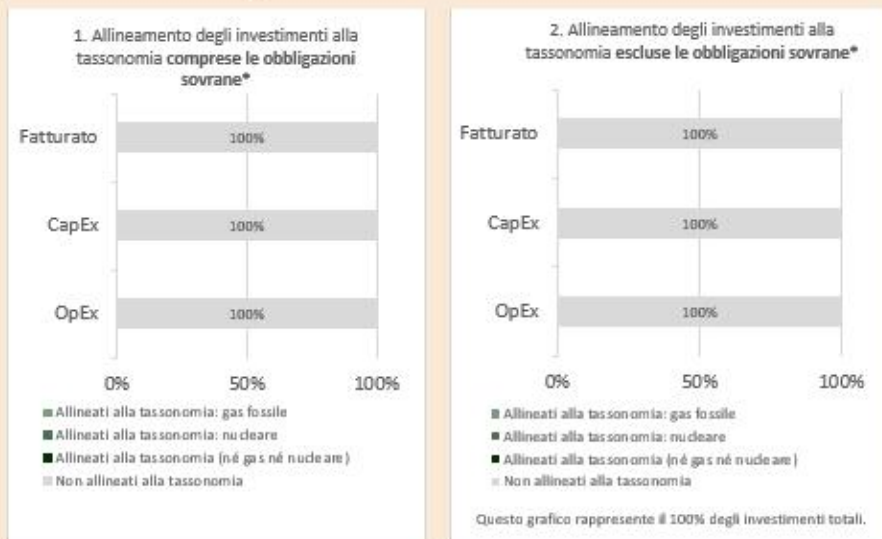 1. Allineamento degli investimenti alla
tassonomia comprese le obbligazioni
sovrane*
Fatturato
100%
CapEx
100%
OpEx
100%
0%
50%
100%
Allineati alla tassonomia: gas fossile
Allineati alla tassonomia: nucleare
Allineati alla tassonomia (né gas né nucleare)
Non allineati alla tassonomia
2. Allineamento degli investimenti alla
tassonomia escluse le obbligazioni sovrane*
Fatturato
100%
CapEx
100%
OpEx
100%
0%
50%
100%
Allineati alla tassonomia: gas fossile
Allineati alla tassonomia: nucleare
Allineati alla tassonomia (né gas né nucleare)
Non allineati alla tassonomia
Questo grafico rappresente il 100% degli investimenti totali.